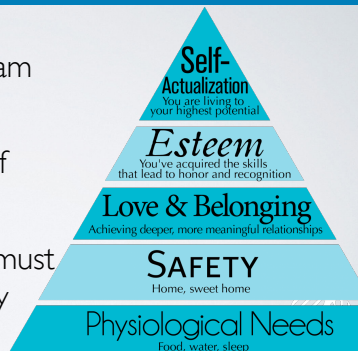 am
f
must
y
Self-
Actualization
You are living to
your highest potential
Esteem
You've acquired the skills
that lead to honor and recognition
Love & Belonging
Achieving deeper, more meaningful relationships
SAFETY
Home, sweet home
Physiological Needs
Food, water, sleep